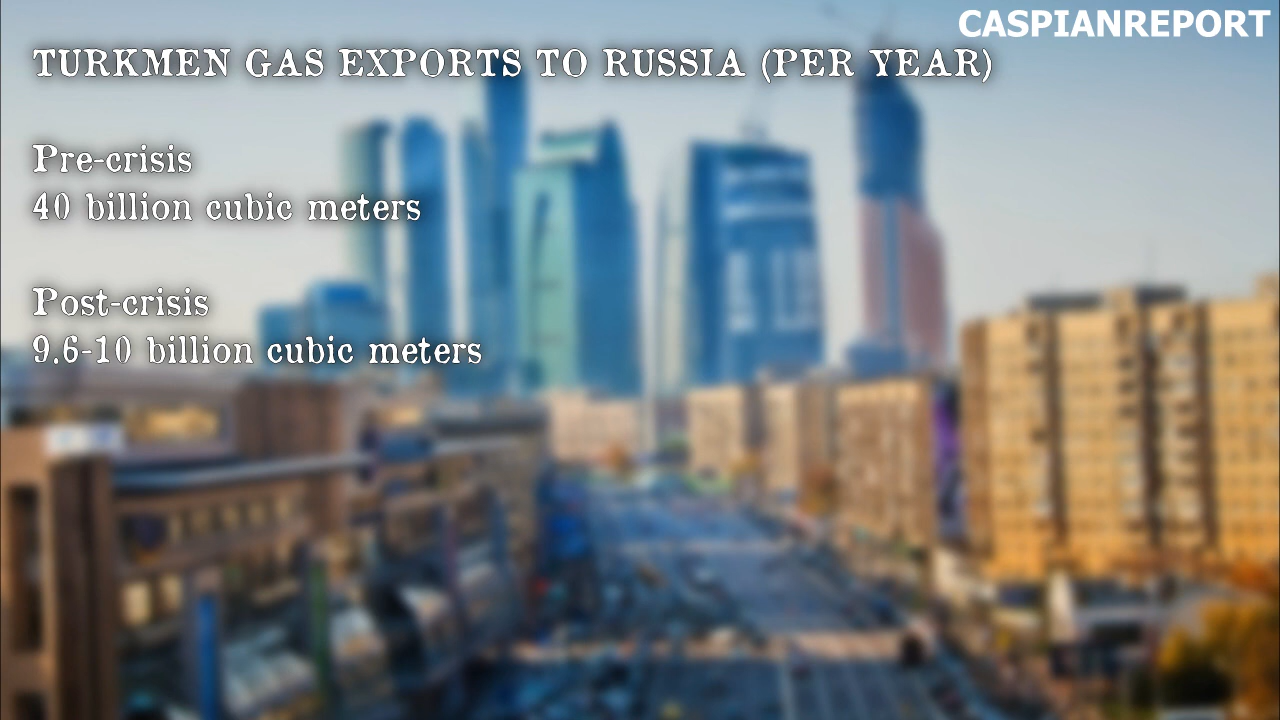 CASPIANREPORT
TURKMEN GAS EXPORTS TO RUSSIA (PER YEAR)
Pre-crisis
40 billion cubic meters
Post-crisis
9.6-10 billion cubic meters